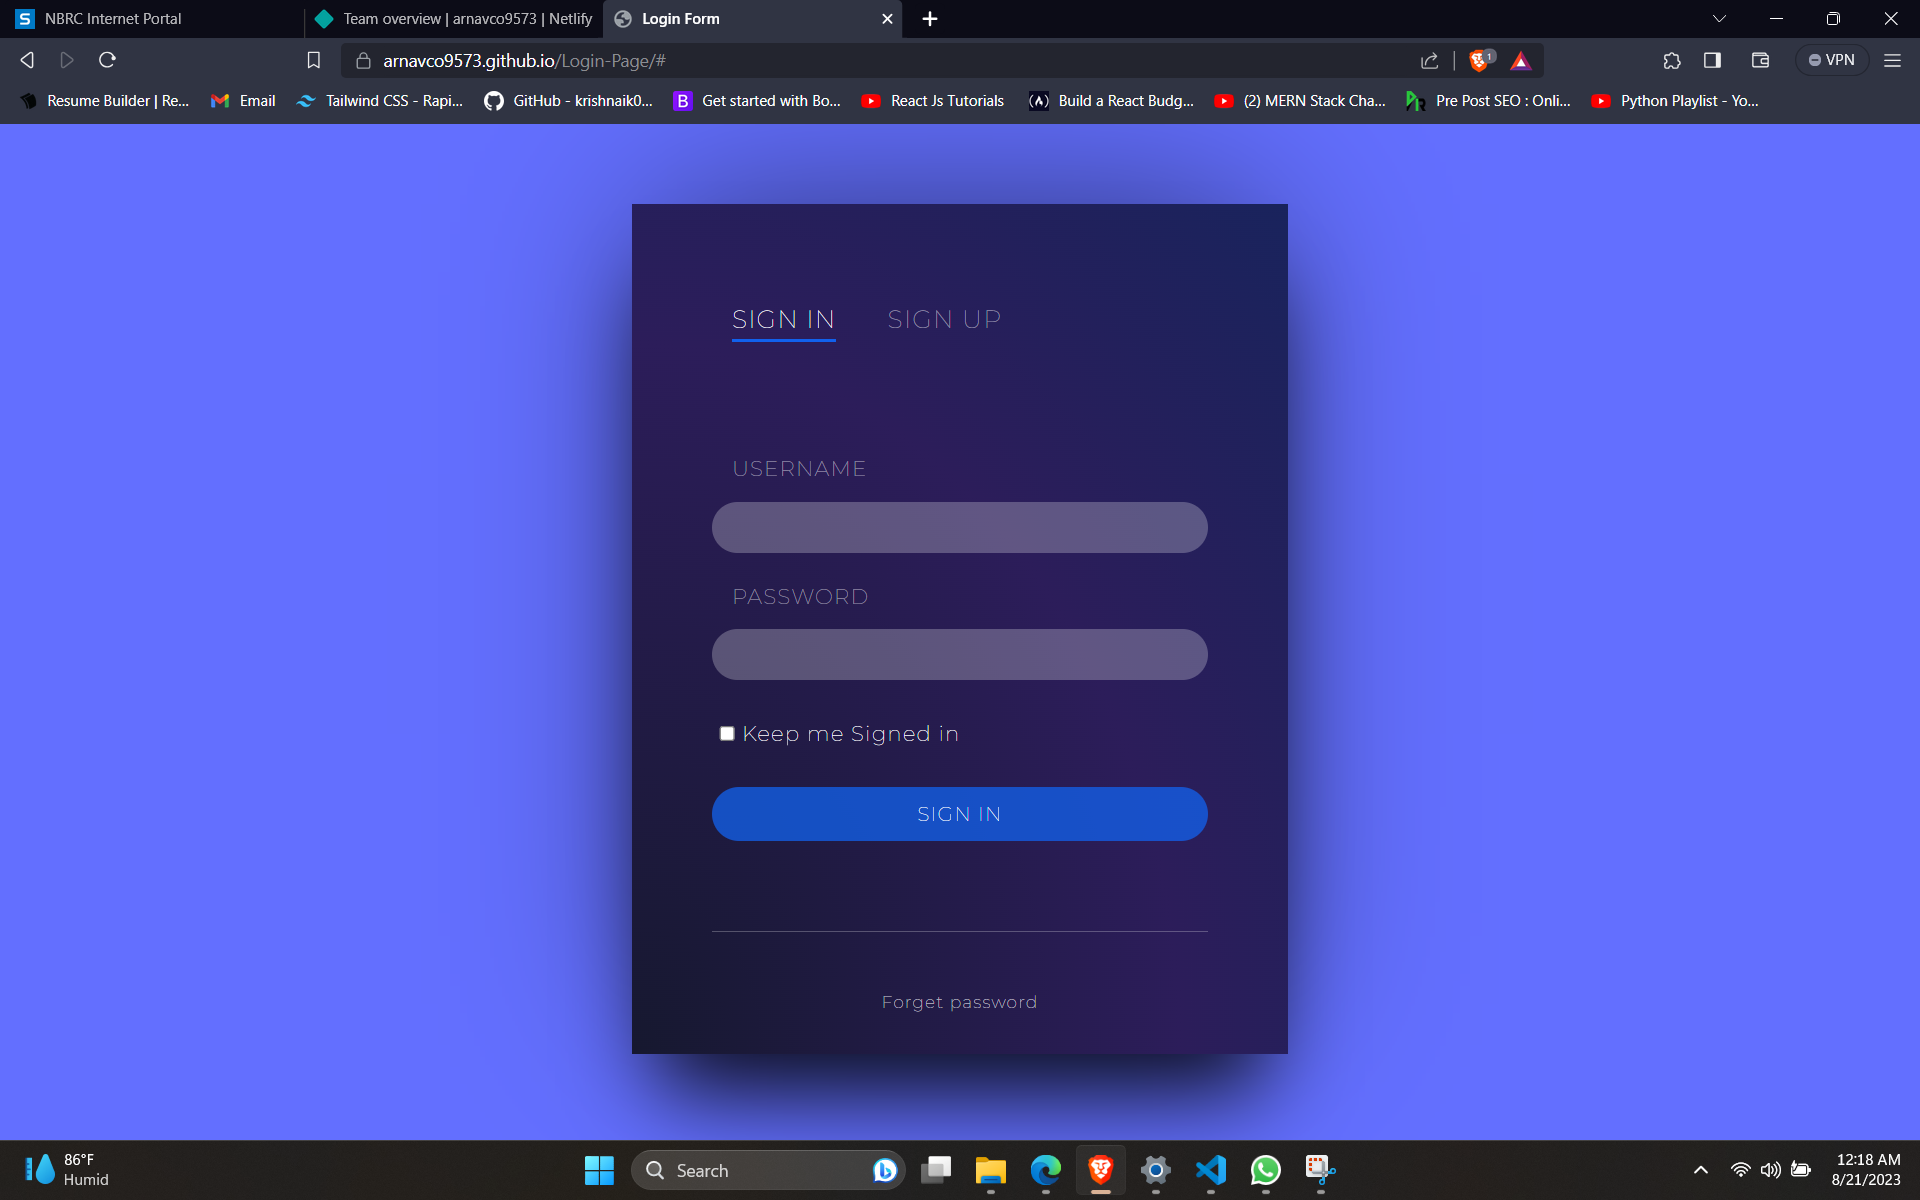 NBRC Internet Portal
Team overview | arnavco9573 | Netlify
Login Form
arnavco9573.github.io/Login-Page/#
1
VPN
Resume Builder | Re...
Email
Tailwind CSS - Rapi...
GitHub - krishnaik0...
Get started with Bo...
React Js Tutorials
Build a React Budg...
(2) MERN Stack Cha...
Pre Post SEO : Onli...
Python Playlist - Yo...
SIGN IN
SIGN UP
USERNAME
PASSWORD
Keep me Signed in
SIGN IN
Forget password
86°F
Humid
Search
12:18 AM
8/21/2023